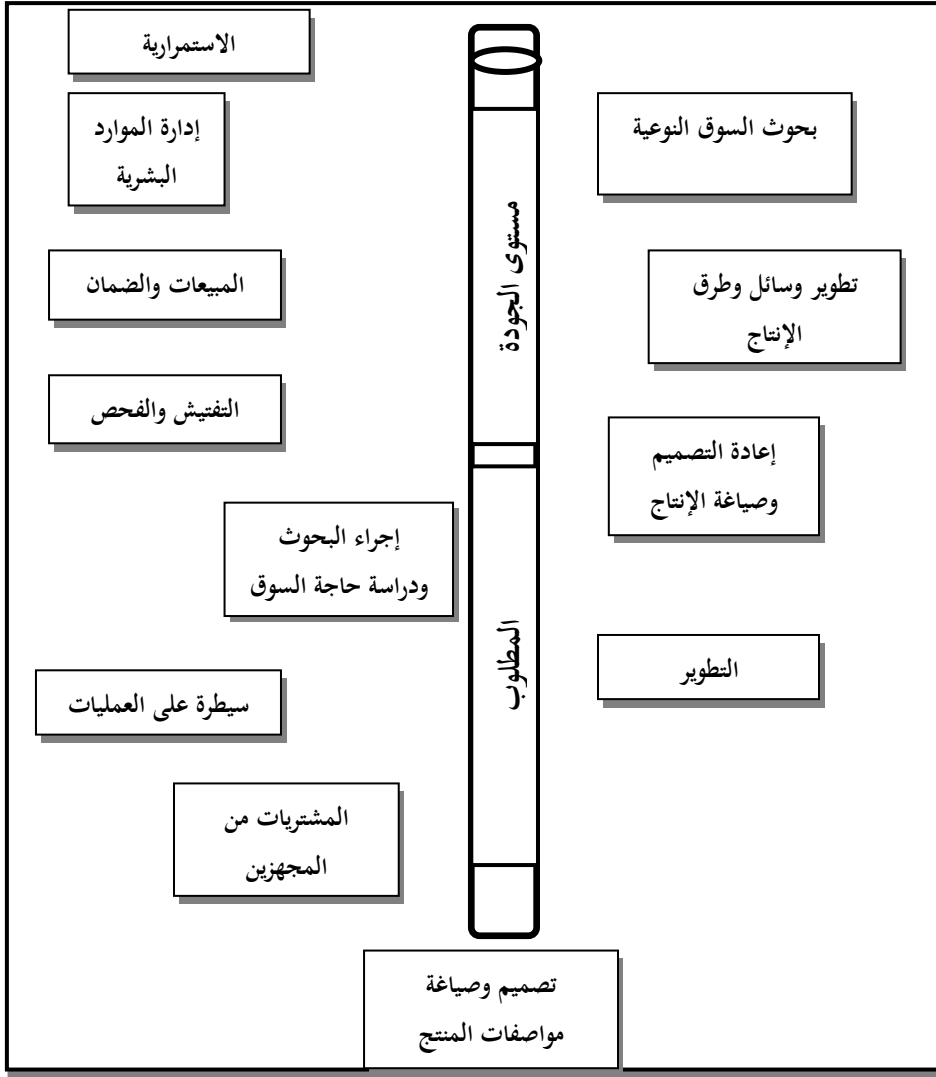 الاستمرارية
إدارة الموارد
البشرية
بحوث السوق النوعية
مستوى الجودة
المبيعات والضمان
تطوير وسائل وطرق
الإنتاج
التفتيش والفحص
إعادة التصميم
وصياغة الإنتاج
إجراء البحوث
ودراسة حاجة السوق
المطلوب
التطوير
سيطرة على العمليات
المشتريات من
المجهزين
تصميم وصياغة
مواصفات المنتج